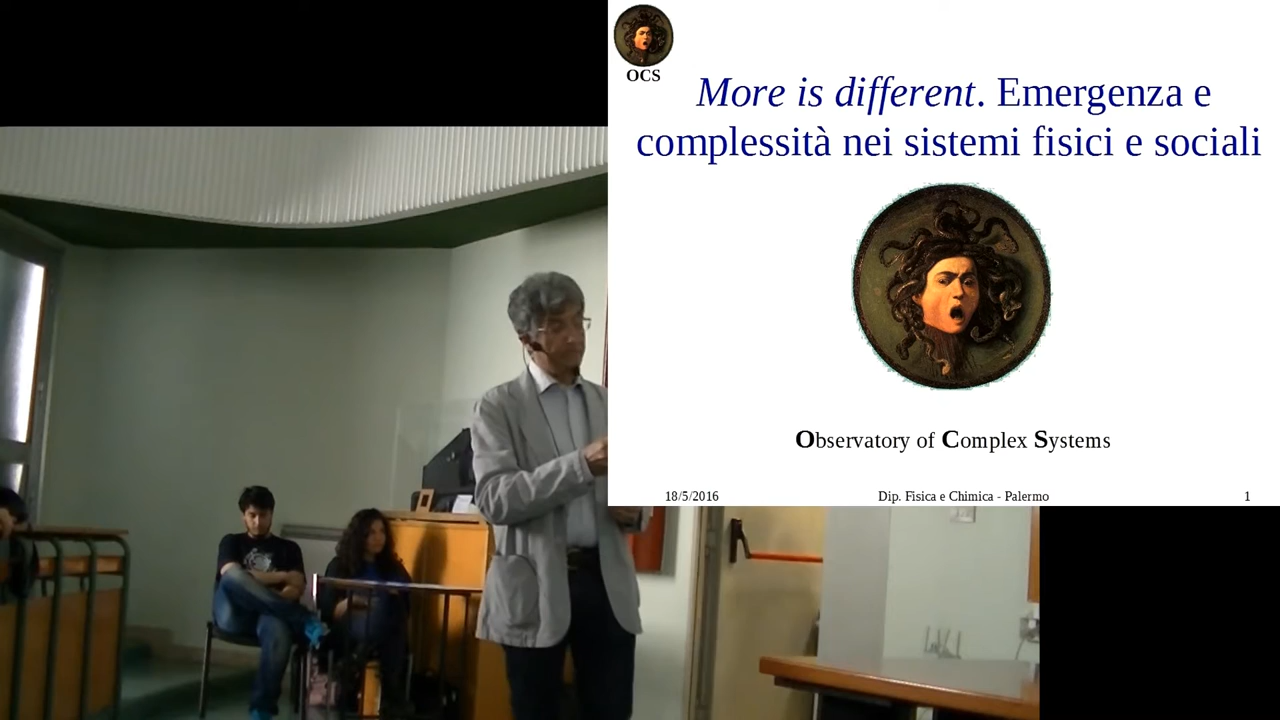 OCS
More is different. Emergenza e
complessità nei sistemi fisici e sociali
Observatory of Complex Systems
18/5/2016
Dip. Fisica e Chimica - Palermo
1